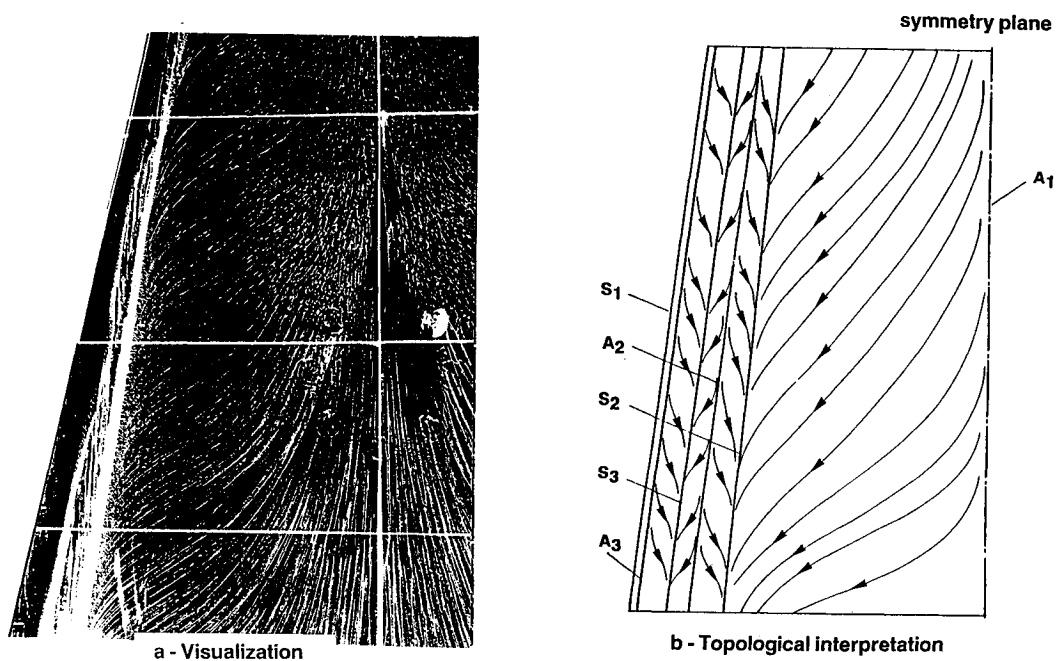 symmetry plane
A1
S1
A2
S2
S3
A3
a - Visualization
b - Topological interpretation